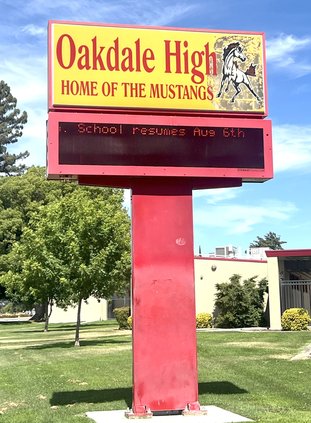 Oakdale High
HOME OF THE MUSTANGS
. School resumes Aug 6th